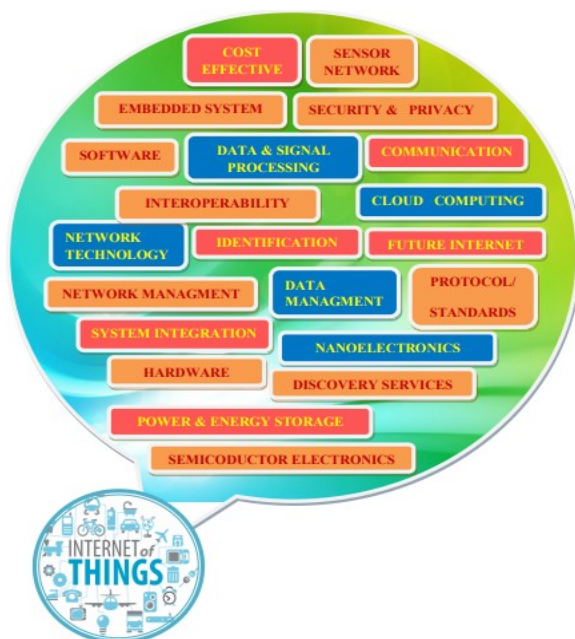 COST
EFFECTIVE
SENSOR
NETWORK
EMBEDDED SYSTEM
SECURITY & PRIVACY
SOFTWARE
DATA & SIGNAL
PROCESSING
COMMUNICATION
INTEROPERABILITY
CLOUD COMPUTING
NETWORK
TECHNOLOGY
IDENTIFICATION
FUTURE INTERNET
NETWORK MANAGMENT
DATA
MANAGMENT
PROTOCOL/
STANDARDS
SYSTEM INTEGRATION
NANOELECTRONICS
HARDWARE
DISCOVERY SERVICES
POWER & ENERGY STORAGE
SEMICODUCTOR ELECTRONICS
INTERNET of
THINGS